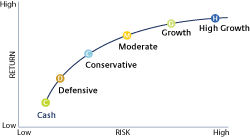 High
H
High Growth
G
Growth
M
Moderate
C
Conservative
D
Defensive
C
Cash
RETURN
Low
Low
RISK
High